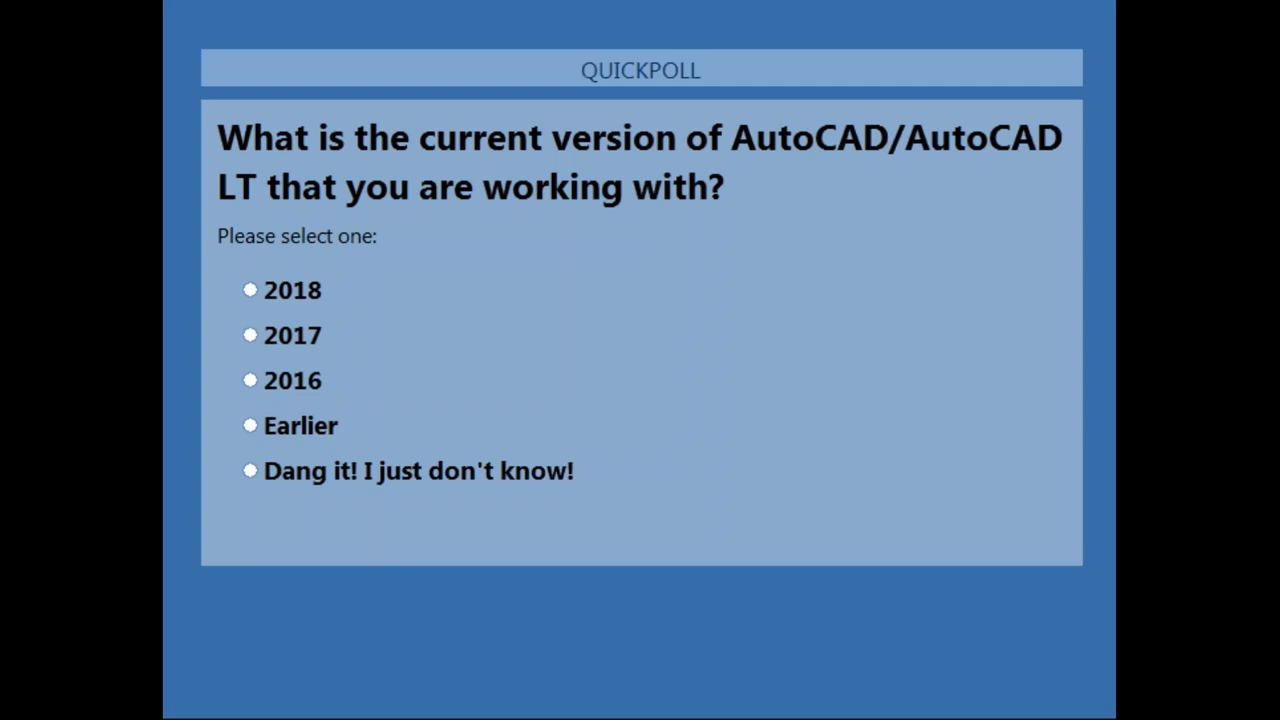 QUICKPOLL
What is the current version of AutoCAD/AutoCAD
LT that you are working with?
Please select one:
2018
2017
2016
Earlier
Dang it! I just don't know!